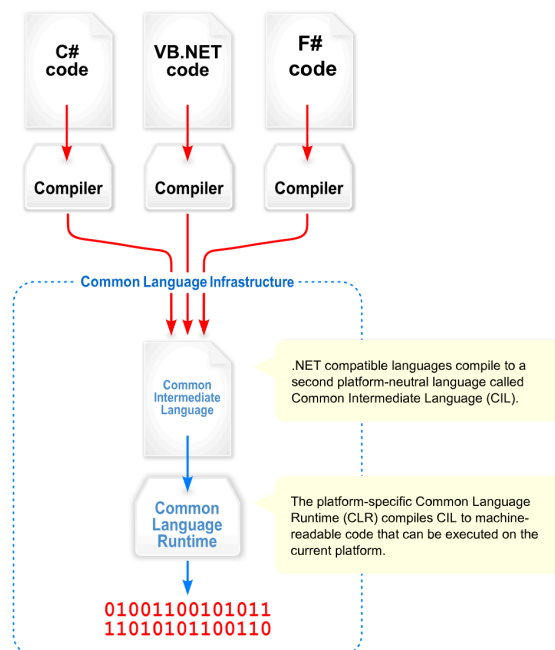 C#
code
VB.NET
code
F#
code
Compiler
Compiler
Compiler
Common Language Infrastructure
Common
Intermediate
Language
.NET compatible languages compile to a
second platform-neutral language called
Common Intermediate Language (CIL).
Common
Language
Runtime
The platform-specific Common Language
Runtime (CLR) compiles CIL to machine-
readable code that can be executed on the
current platform.
01001100101011
11010101100110